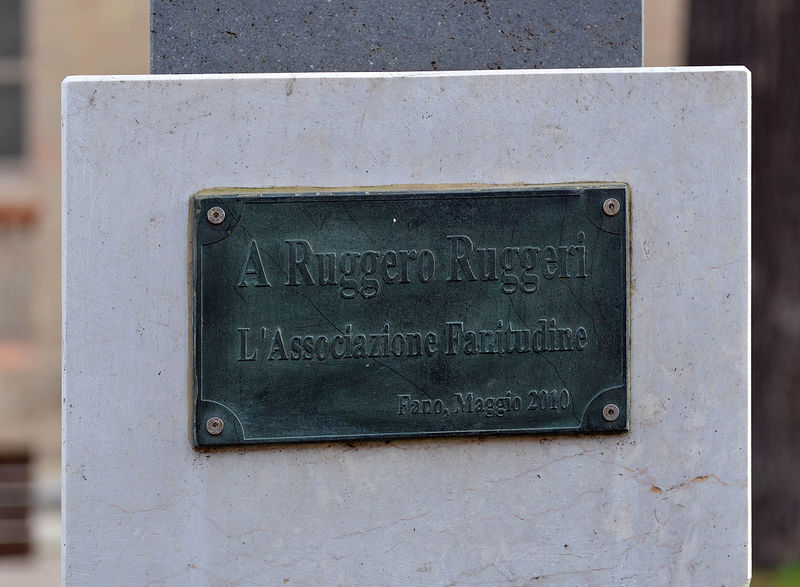 A Ruggero Ruggeri
L'Associazione Fanitudine
Fano, Maggio 2010